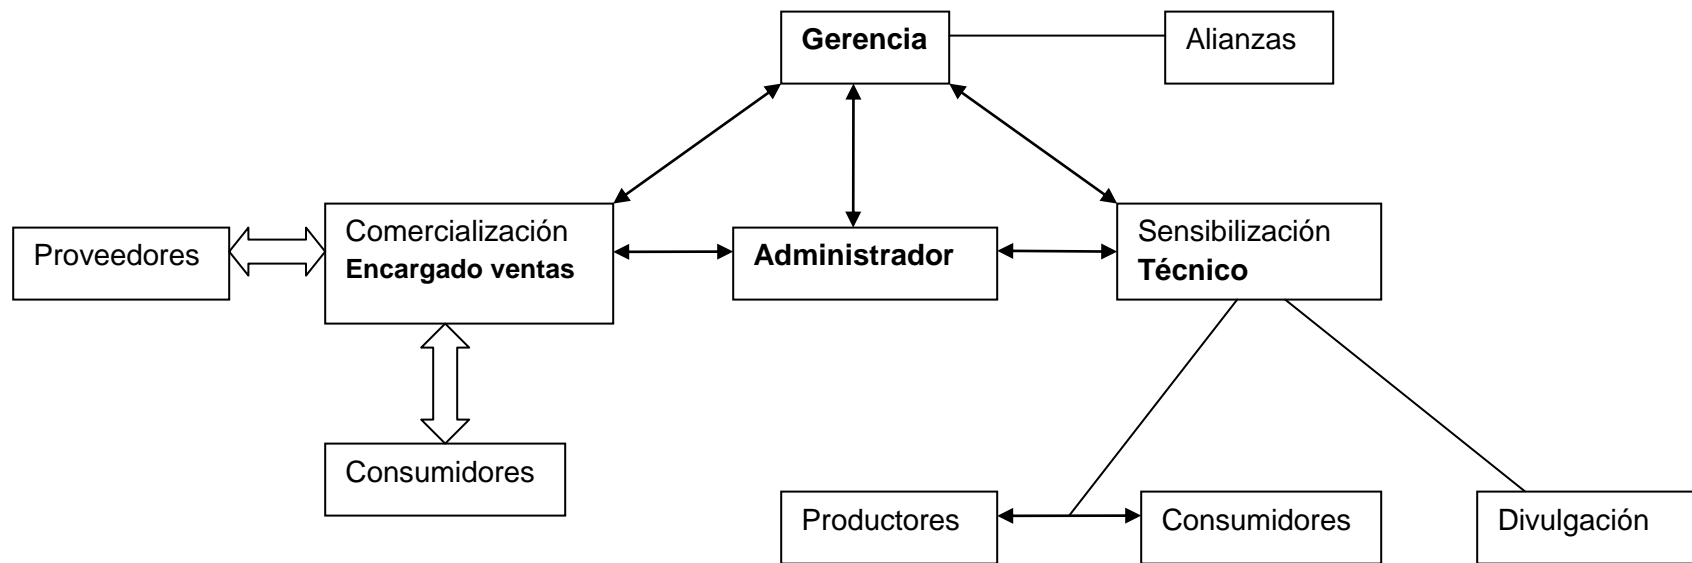 Gerencia
Alianzas
Proveedores
Comercialización
Encargado ventas
Administrador
Sensibilización
Técnico
Consumidores
Productores
Consumidores
Divulgación